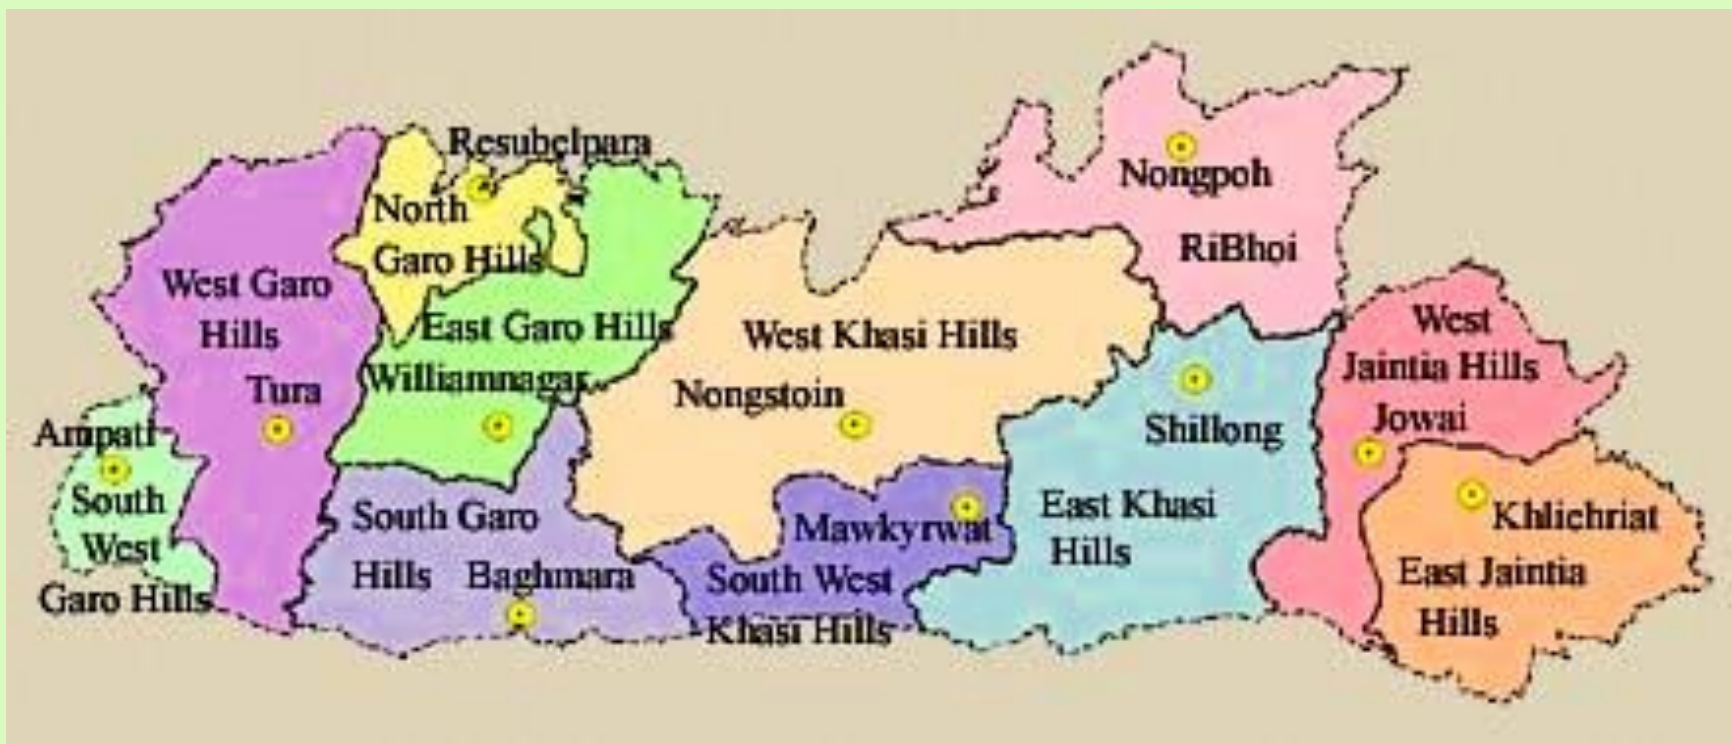 Resubelpara
North
Garo Hills
West Garo
Hills
Tura
East Garo Hills
Williamnagar
Ampati
South
West
Garo Hills
South Garo
Hills
Baghmara
West Khasi Hills
Nongstoin
Mawkyrwat
South West
Khasi Hills
Nongpoh
RiBhoi
Shillong
East Khasi
Hills
West
Jaintia Hills
Jowai
Khliehriat
East Jaintia
Hills